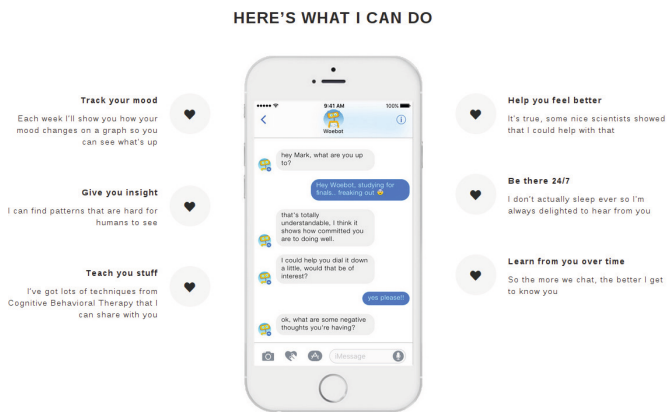 HERE'S WHAT I CAN DO
Track your mood
Each week I'll show you how your
mood changes on a graph so you
can see what's up
Give you insight
I can find patterns that are hard for
humans to see
Teach you stuff
I've got lots of techniques from
Cognitive Behavioral Therapy that I
can share with you
9:41 AM
100%
Woebot
hey Mark, what are you up
to?
Hey Woebot, studying for
finals.. freaking out
that's totally
understandable, I think it
shows how committed you
are to doing well.
I could help you dial it down
a little, would that be of
interest?
yes please!!
ok, what are some negative
thoughts you're having?
iMessage
Help you feel better
It's true, some nice scientists showed
that I could help with that
Be there 24/7
I don't actually sleep ever so I'm
always delighted to hear from you
Learn from you over time
So the more we chat, the better I get
to know you